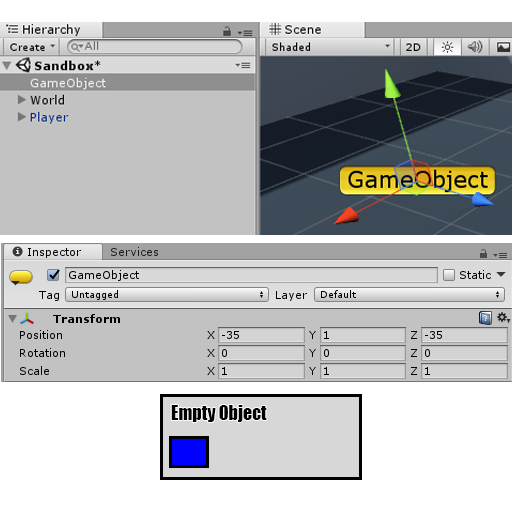 Hierarchy
Create All
Sandbox*
GameObject
World
Player
Scene
Shaded 2D
GameObject
Inspector Services
GameObject Static
Tag Untagged Layer Default
Transform
Position X -35 Y 1 Z -35
Rotation X 0 Y 0 Z 0
Scale X 1 Y 1 Z 1
Empty Object